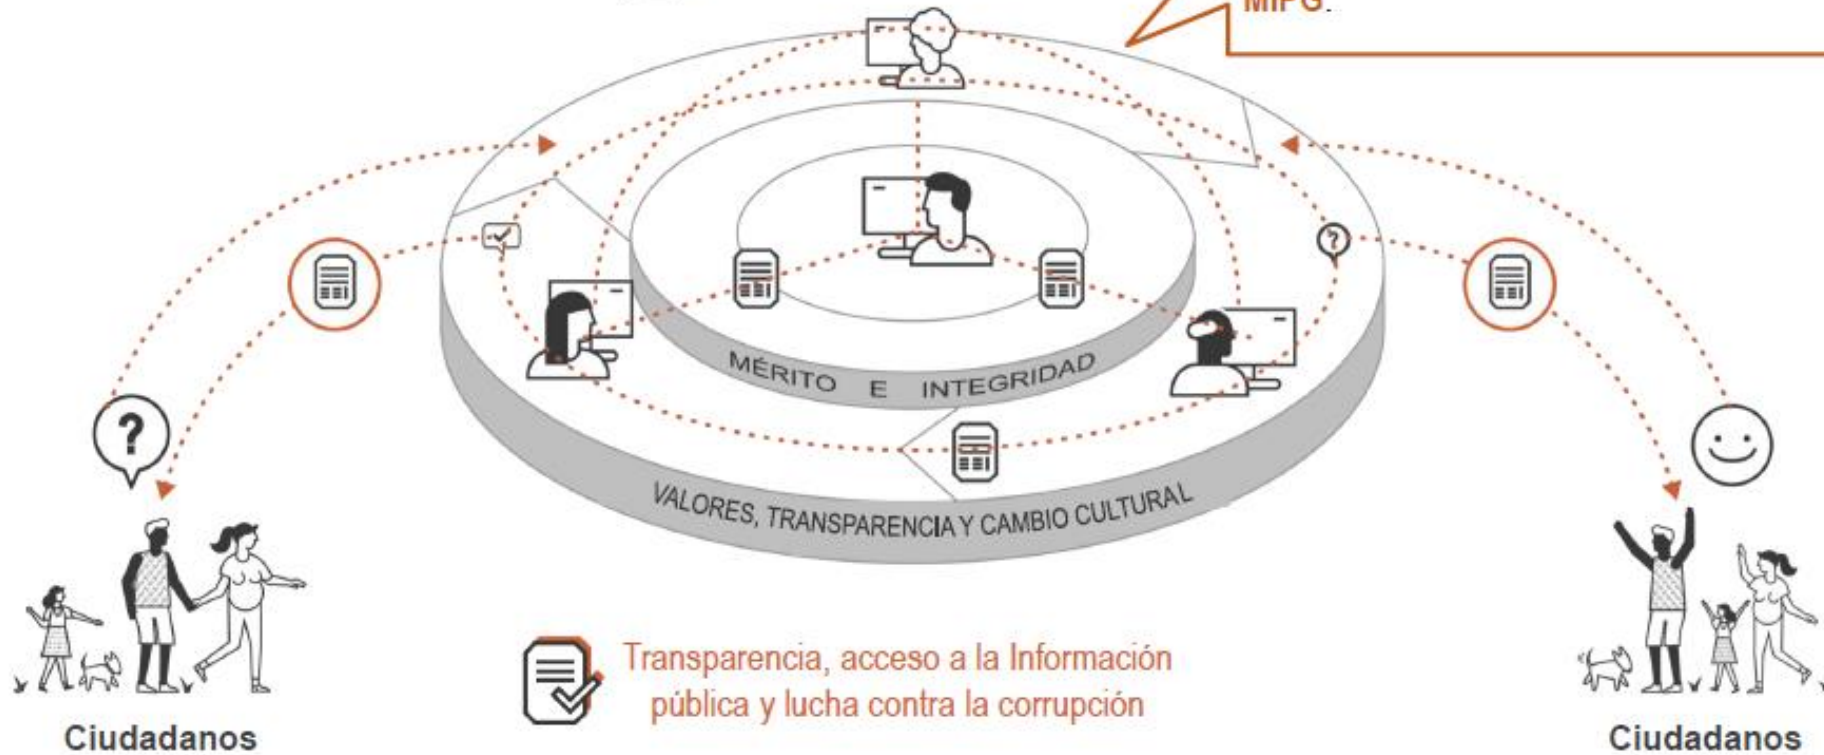 MIPG.
?
?
MÉRITO E INTEGRIDAD
VALORES, TRANSPARENCIA Y CAMBIO CULTURAL
Transparencia, acceso a la Información
pública y lucha contra la corrupción
Ciudadanos
Ciudadanos